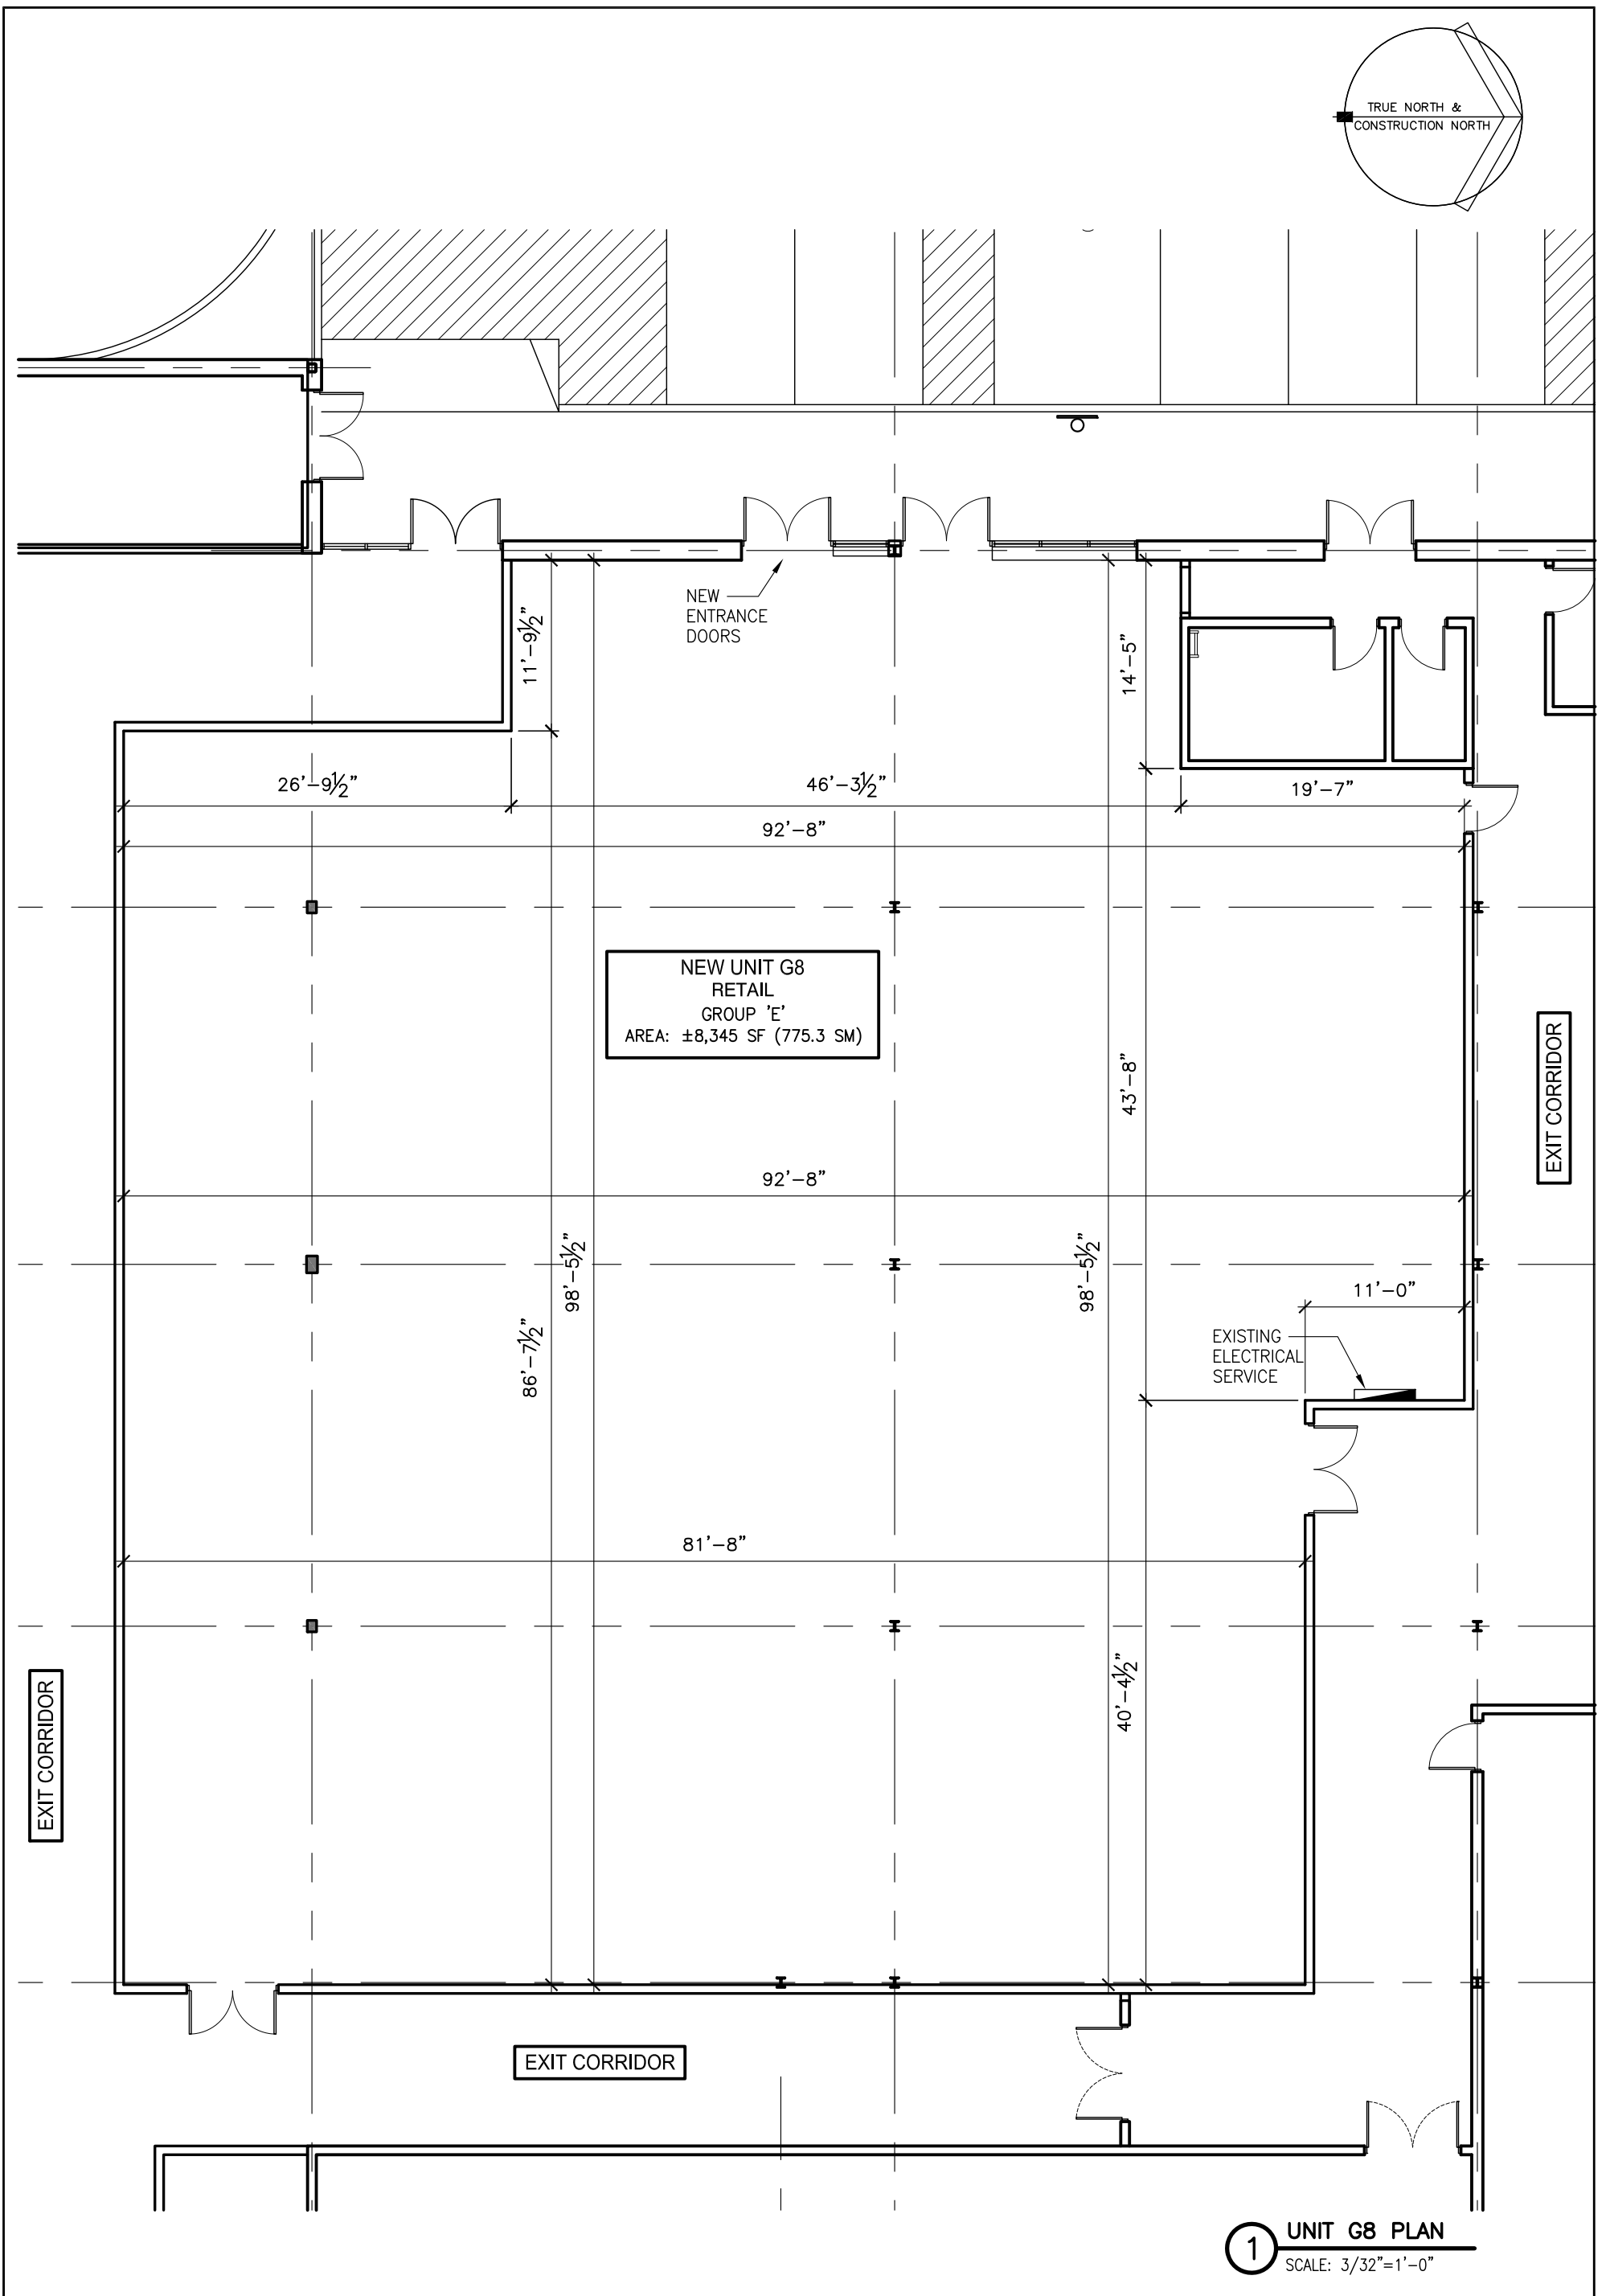 TRUE NORTH &
CONSTRUCTION NORTH
NEW
ENTRANCE
DOORS
11'-9½"
14'-5"
26'-9½"
46'-3½"
19'-7"
92'-8"
NEW UNIT G8
RETAIL
GROUP 'E'
AREA: ±8,345 SF (775.3 SM)
EXIT CORRIDOR
43'-8"
92'-8"
98'-5½"
98'-5½"
86'-7½"
11'-0"
EXISTING
ELECTRICAL
SERVICE
81'-8"
40'-4½"
EXIT CORRIDOR
EXIT CORRIDOR
1
UNIT G8 PLAN
SCALE: 3/32"=1'-0"